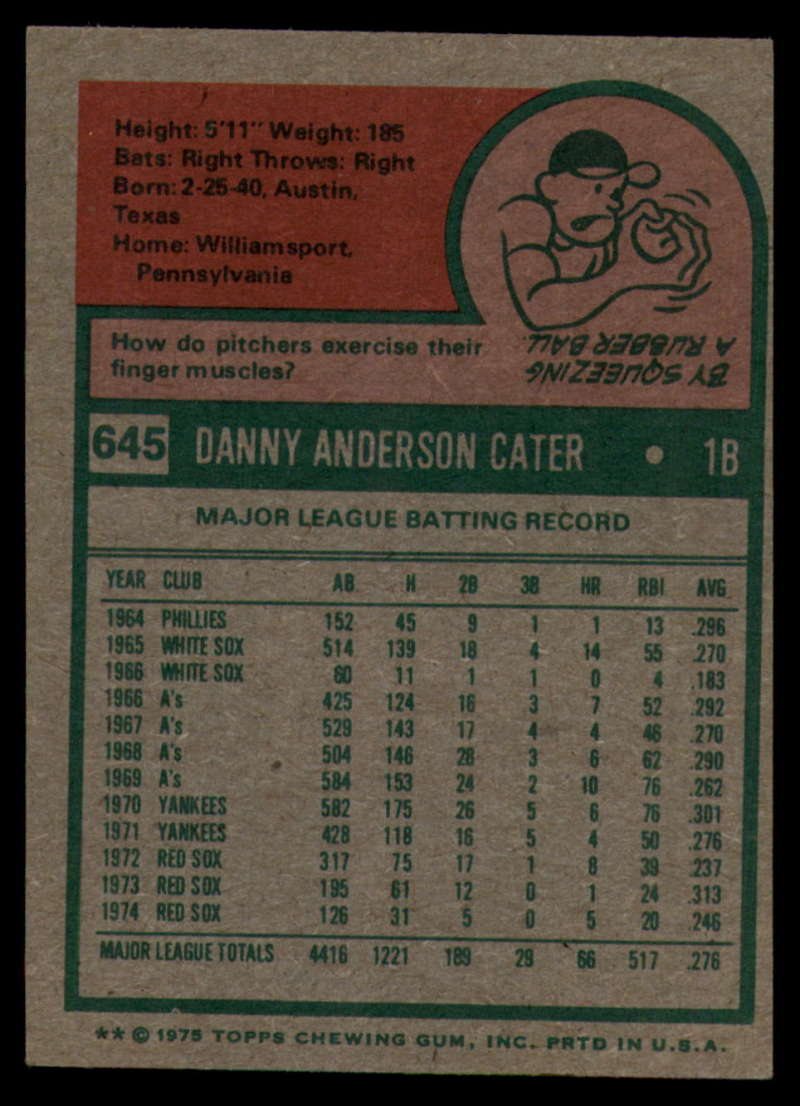 Height: 5'11" Weight: 185
Bats: Right Throws: Right
Born: 2-25-40, Austin,
Texas
Home: Williamsport,
Pennsylvania
How do pitchers exercise their
finger muscles?
BY SQUEEZING
A RUBBER BALL.
645 DANNY ANDERSON CATER • 1B
MAJOR LEAGUE BATTING RECORD
YEAR CLUB AB H 2B 3B HR RBI AVG
1964 PHILLIES 152 45 9 1 1 13 .296
1965 WHITE SOX 514 139 18 4 14 55 .270
1966 WHITE SOX 60 11 1 1 0 4 .183
1966 A's 425 124 16 3 7 52 .292
1967 A's 529 143 17 4 4 46 .270
1968 A's 504 146 28 3 6 62 .290
1969 A's 584 153 24 2 10 76 .262
1970 YANKEES 582 175 26 5 6 76 .301
1971 YANKEES 428 118 16 5 4 50 .276
1972 RED SOX 317 75 17 1 8 39 .237
1973 RED SOX 195 61 12 0 1 24 .313
1974 RED SOX 126 31 5 0 5 20 .246
MAJOR LEAGUE TOTALS 4416 1221 189 29 66 517 .276
** © 1975 TOPPS CHEWING GUM, INC. PRTD IN U.S.A.